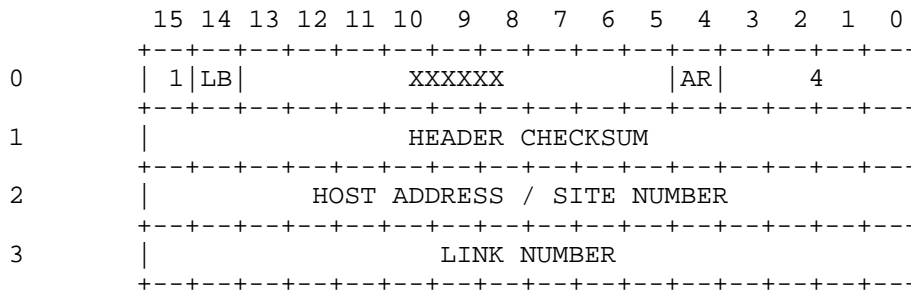 15 14 13 12 11 10 9 8 7 6 5 4 3 2 1 0
+--+--+--+--+--+--+--+--+--+--+--+--+--+--+--+---
0 | 1|LB| XXXXXX |AR| 4
+--+--+--+--+--+--+--+--+--+--+--+--+--+--+--+---
1 | HEADER CHECKSUM
+--+--+--+--+--+--+--+--+--+--+--+--+--+--+--+---
2 | HOST ADDRESS / SITE NUMBER
+--+--+--+--+--+--+--+--+--+--+--+--+--+--+--+---
3 | LINK NUMBER
+--+--+--+--+--+--+--+--+--+--+--+--+--+--+--+---